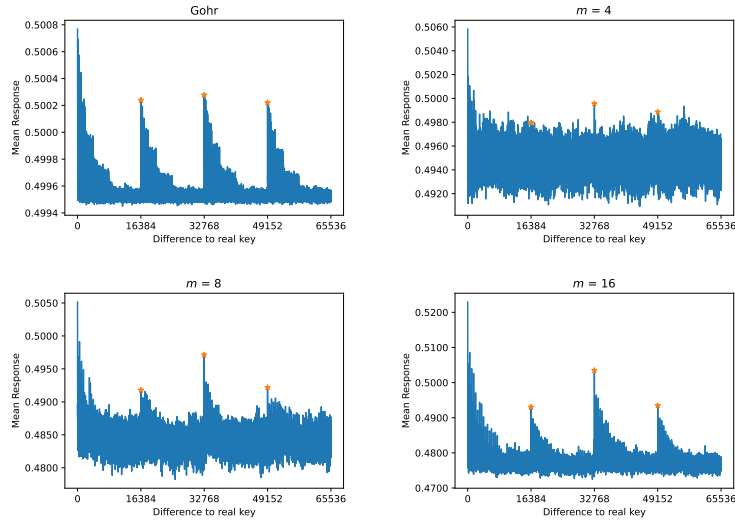 Gohr
0.5008
0.5006
0.5004
0.5002
0.5000
0.4998
0.4996
0.4994
Mean Response
0 16384 32768 49152 65536
Difference to real key
m = 4
0.5060
0.5040
0.5020
0.5000
0.4980
0.4960
0.4940
0.4920
Mean Response
0 16384 32768 49152 65536
Difference to real key
m = 8
0.5050
0.5000
0.4950
0.4900
0.4850
0.4800
Mean Response
0 16384 32768 49152 65536
Difference to real key
m = 16
0.5200
0.5100
0.5000
0.4900
0.4800
0.4700
Mean Response
0 16384 32768 49152 65536
Difference to real key